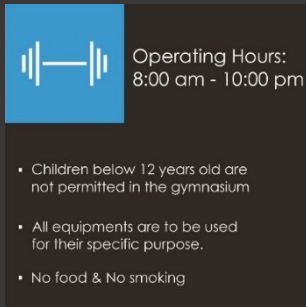 Operating Hours:
8:00 am - 10:00 pm
• Children below 12 years old are
not permitted in the gymnasium
• All equipments are to be used
for their specific purpose.
• No food & No smoking